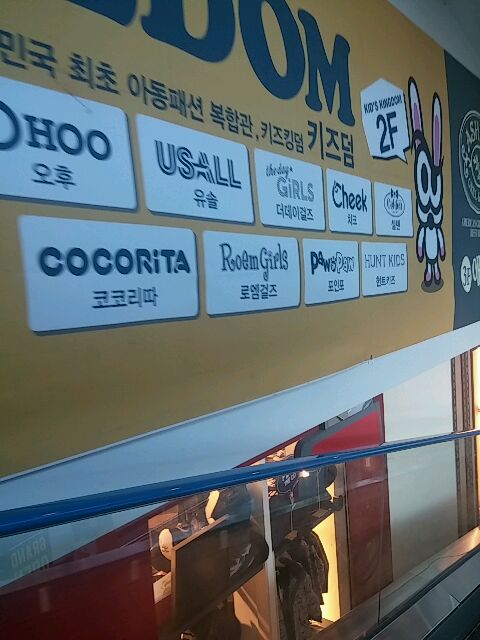 DOM
민국 최초 아동패션 복합관, 키즈킹덤 키즈덤
KID'S KINGDOM
2F
OHOO
오후
USALL
유솔
the day GiRLS
더데이걸즈
Cheek
치크
COCORiTA
코코리따
RoemGirls
로엠걸즈
PawinPaw
포인포
HUNT KIDS
헌트키즈
3F
GRAND